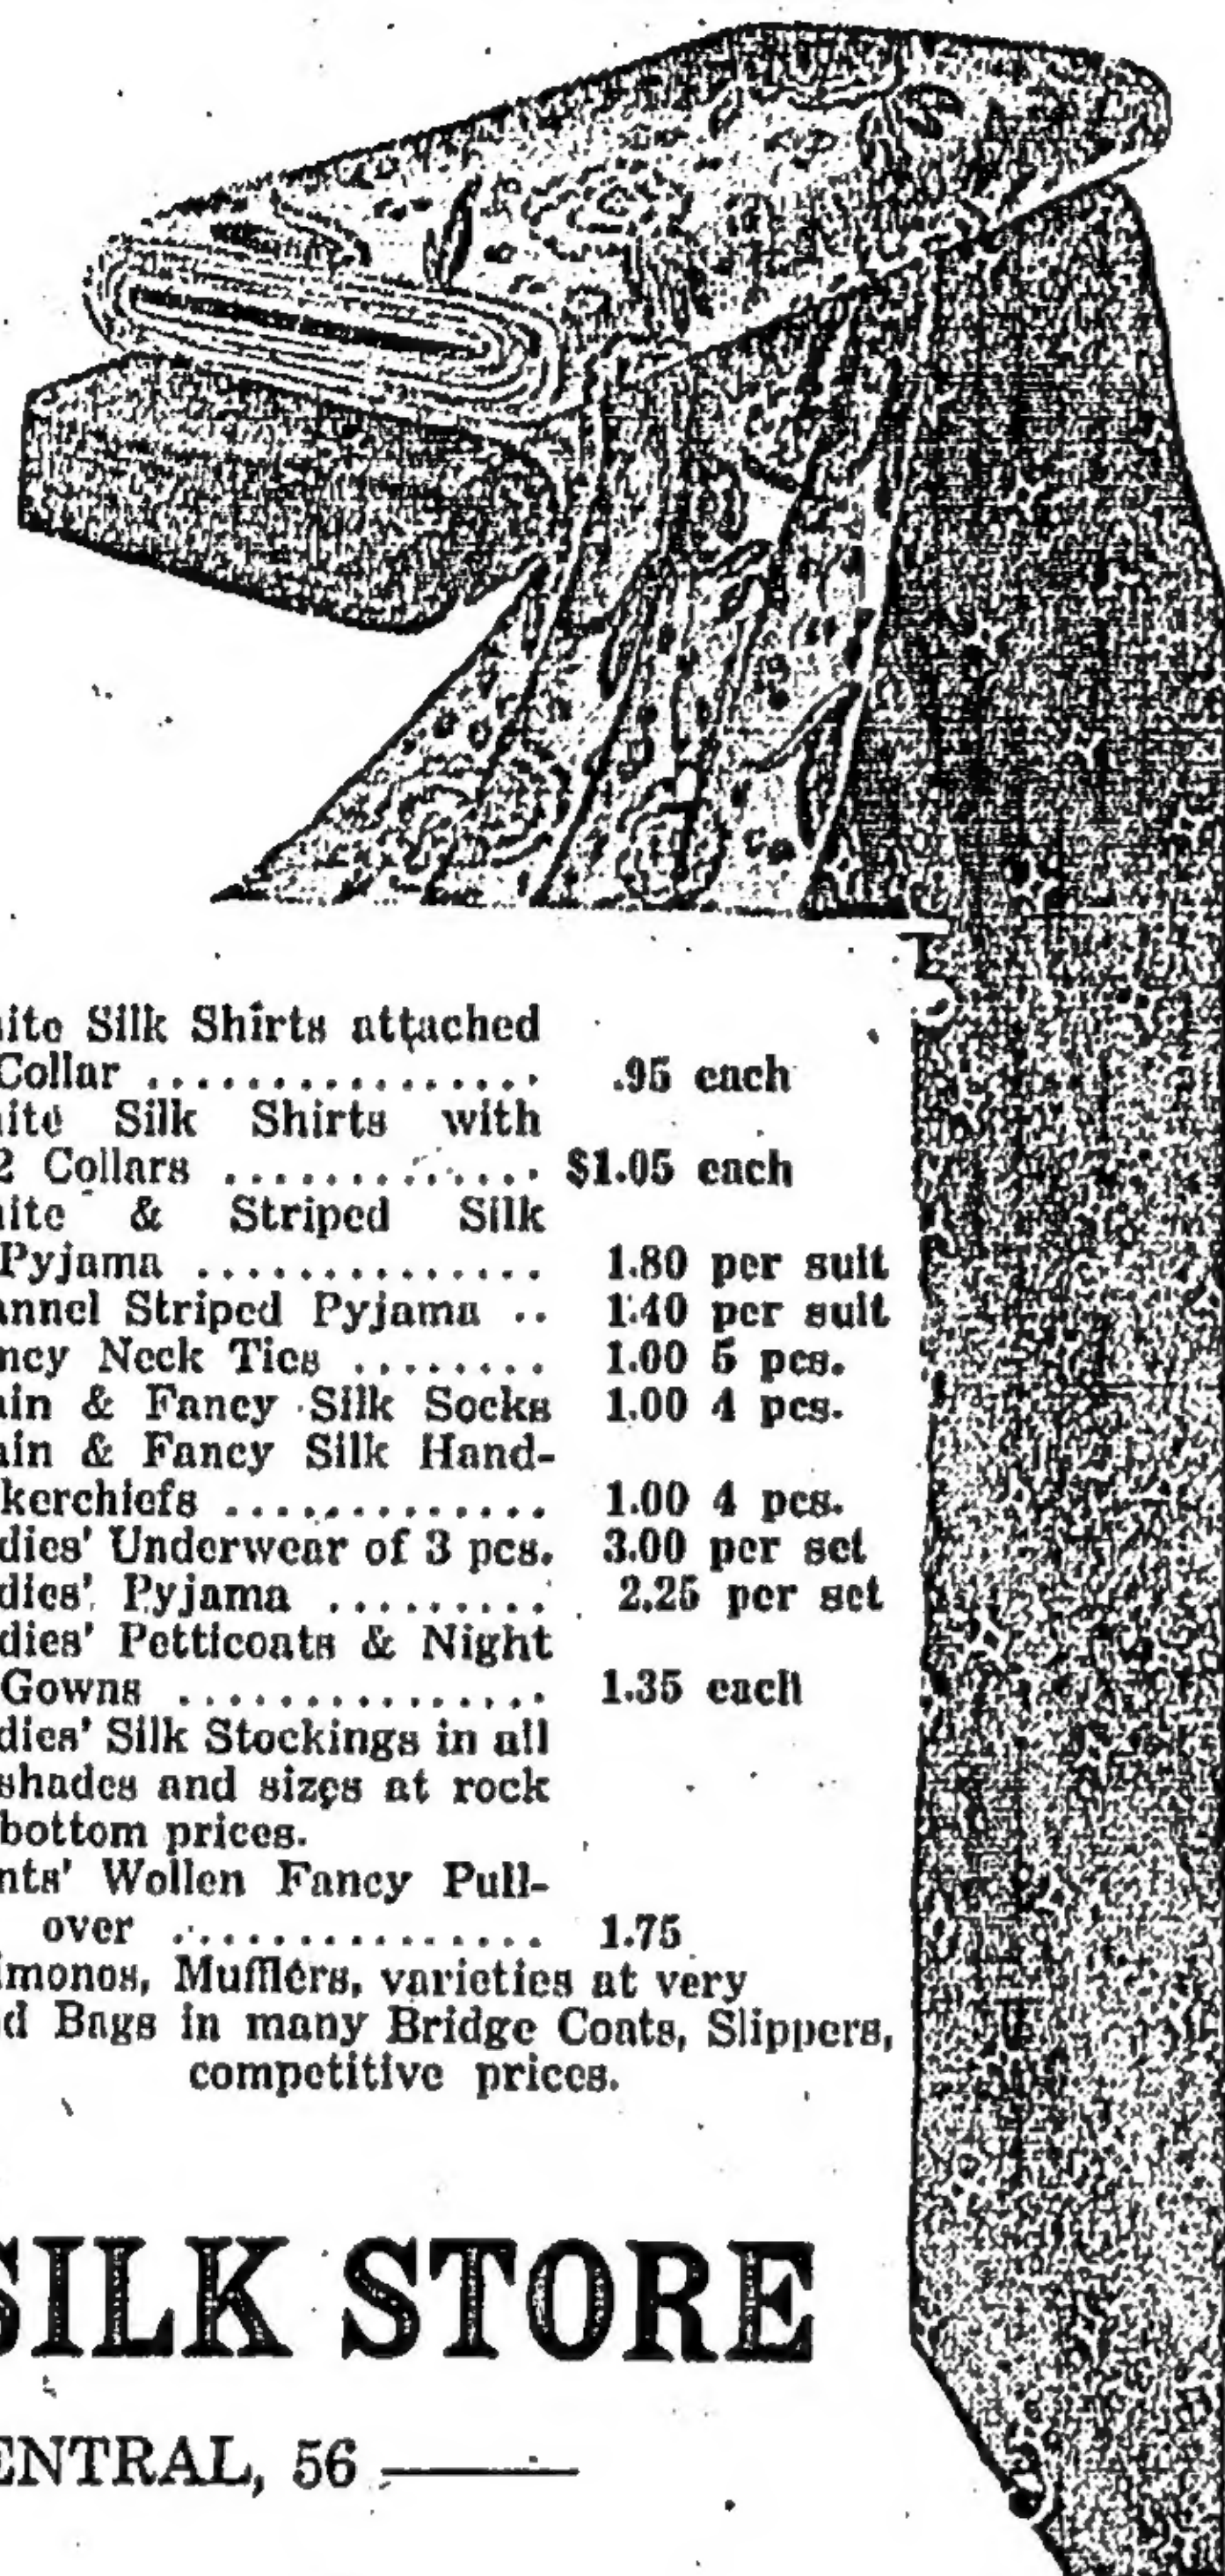 ite Silk Shirts attached
Collar ................ .95 each
ite Silk Shirts with
2 Collars .............. $1.05 each
ite & Striped Silk
Pyjama .............. 1.80 per suit
annel Striped Pyjama .. 1.40 per suit
ncy Neck Ties ........ 1.00 5 pcs.
ain & Fancy Silk Socks 1.00 4 pcs.
ain & Fancy Silk Hand-
kerchiefs ............. 1.00 4 pcs.
dies' Underwear of 3 pcs. 3.00 per set
dies' Pyjama ......... 2.25 per set
dies' Petticoats & Night
Gowns ............... 1.35 each
dies' Silk Stockings in all
shades and sizes at rock
bottom prices.
nts' Wollen Fancy Pull-
over ............... 1.75
imonos, Mufflers, varieties at very
d Bags in many Bridge Coats, Slippers,
competitive prices.
SILK STORE
ENTRAL, 56